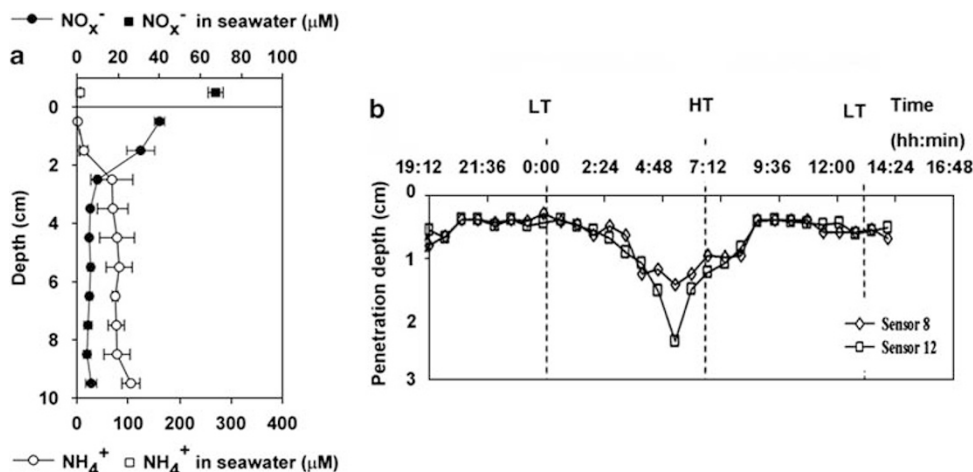 NOx⁻ NOx⁻ in seawater (µM)
a
0 20 40 60 80 100
0
2
4
6
8
10
Depth (cm)
0 100 200 300 400
NH4⁺ NH4⁺ in seawater (µM)
b
LT HT LT Time
(hh:min)
19:12 21:36 0:00 2:24 4:48 7:12 9:36 12:00 14:24 16:48
0
1
2
3
Penetration depth (cm)
Sensor 8
Sensor 12